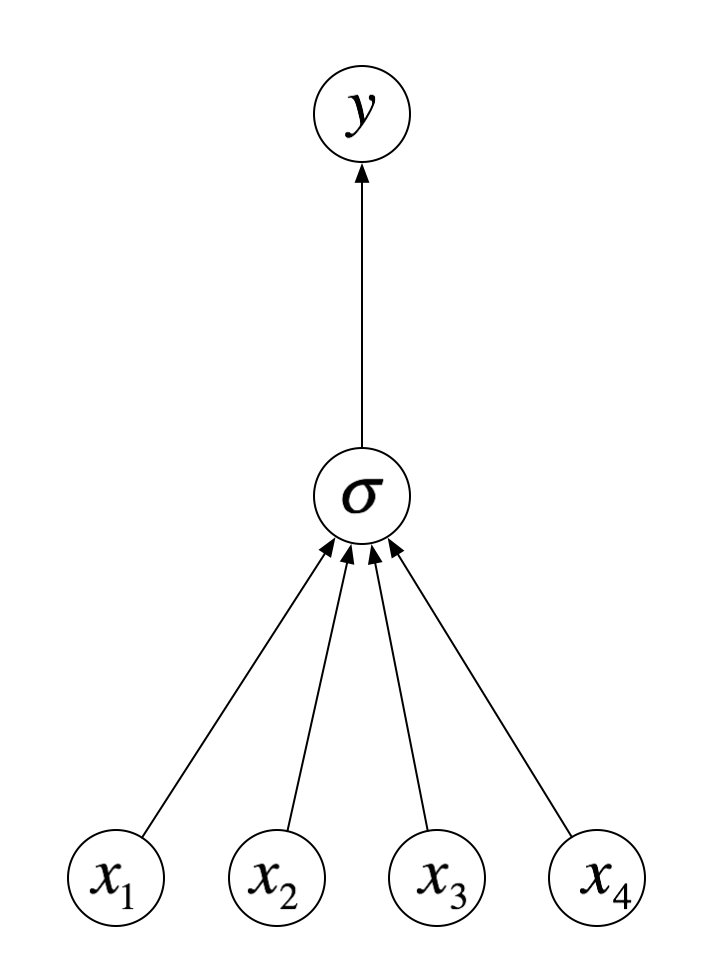 y
σ
x₁ x₂ x₃ x₄